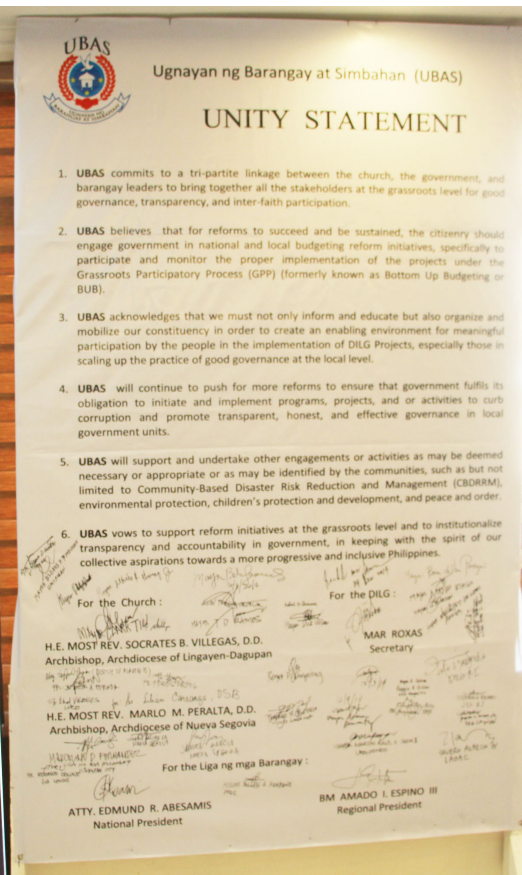 UBAS
UGNAYAN NG
BARANGAY AT SIMBAHAN
Ugnayan ng Barangay at Simbahan (UBAS)
UNITY STATEMENT
1. UBAS commits to a tri-partite linkage between the church, the government, and
barangay leaders to bring together all the stakeholders at the grassroots level for good
governance, transparency, and inter-faith participation.
2. UBAS believes that for reforms to succeed and be sustained, the citizenry should
engage government in national and local budgeting reform initiatives, specifically to
participate and monitor the proper implementation of the projects under the
Grassroots Participatory Process (GPP) (formerly known as Bottom Up Budgeting or
BUB).
3. UBAS acknowledges that we must not only inform and educate but also organize and
mobilize our constituency in order to create an enabling environment for meaningful
participation by the people in the implementation of DILG Projects, especially those in
scaling up the practice of good governance at the local level.
4. UBAS will continue to push for more reforms to ensure that government fulfils its
obligation to initiate and implement programs, projects, and or activities to curb
corruption and promote transparent, honest, and effective governance in local
government units.
5. UBAS will support and undertake other engagements or activities as may be deemed
necessary or appropriate or as may be identified by the communities, such as but not
limited to Community-Based Disaster Risk Reduction and Management (CBDRRM),
environmental protection, children's protection and development, and peace and order.
6. UBAS vows to support reform initiatives at the grassroots level and to institutionalize
transparency and accountability in government, in keeping with the spirit of our
collective aspirations towards a more progressive and inclusive Philippines.
For the Church :
For the DILG :
H.E. MOST REV. SOCRATES B. VILLEGAS, D.D.
Archbishop, Archdiocese of Lingayen-Dagupan
MAR ROXAS
Secretary
H.E. MOST REV. MARLO M. PERALTA, D.D.
Archbishop, Archdiocese of Nueva Segovia
For the Liga ng mga Barangay :
ATTY. EDMUND R. ABESAMIS
National President
BM AMADO I. ESPINO III
Regional President